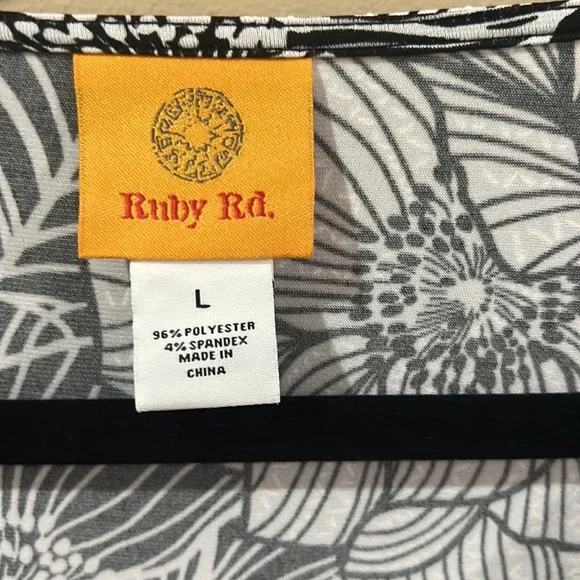 Ruby Rd.
L
96% POLYESTER
4% SPANDEX
MADE IN
CHINA